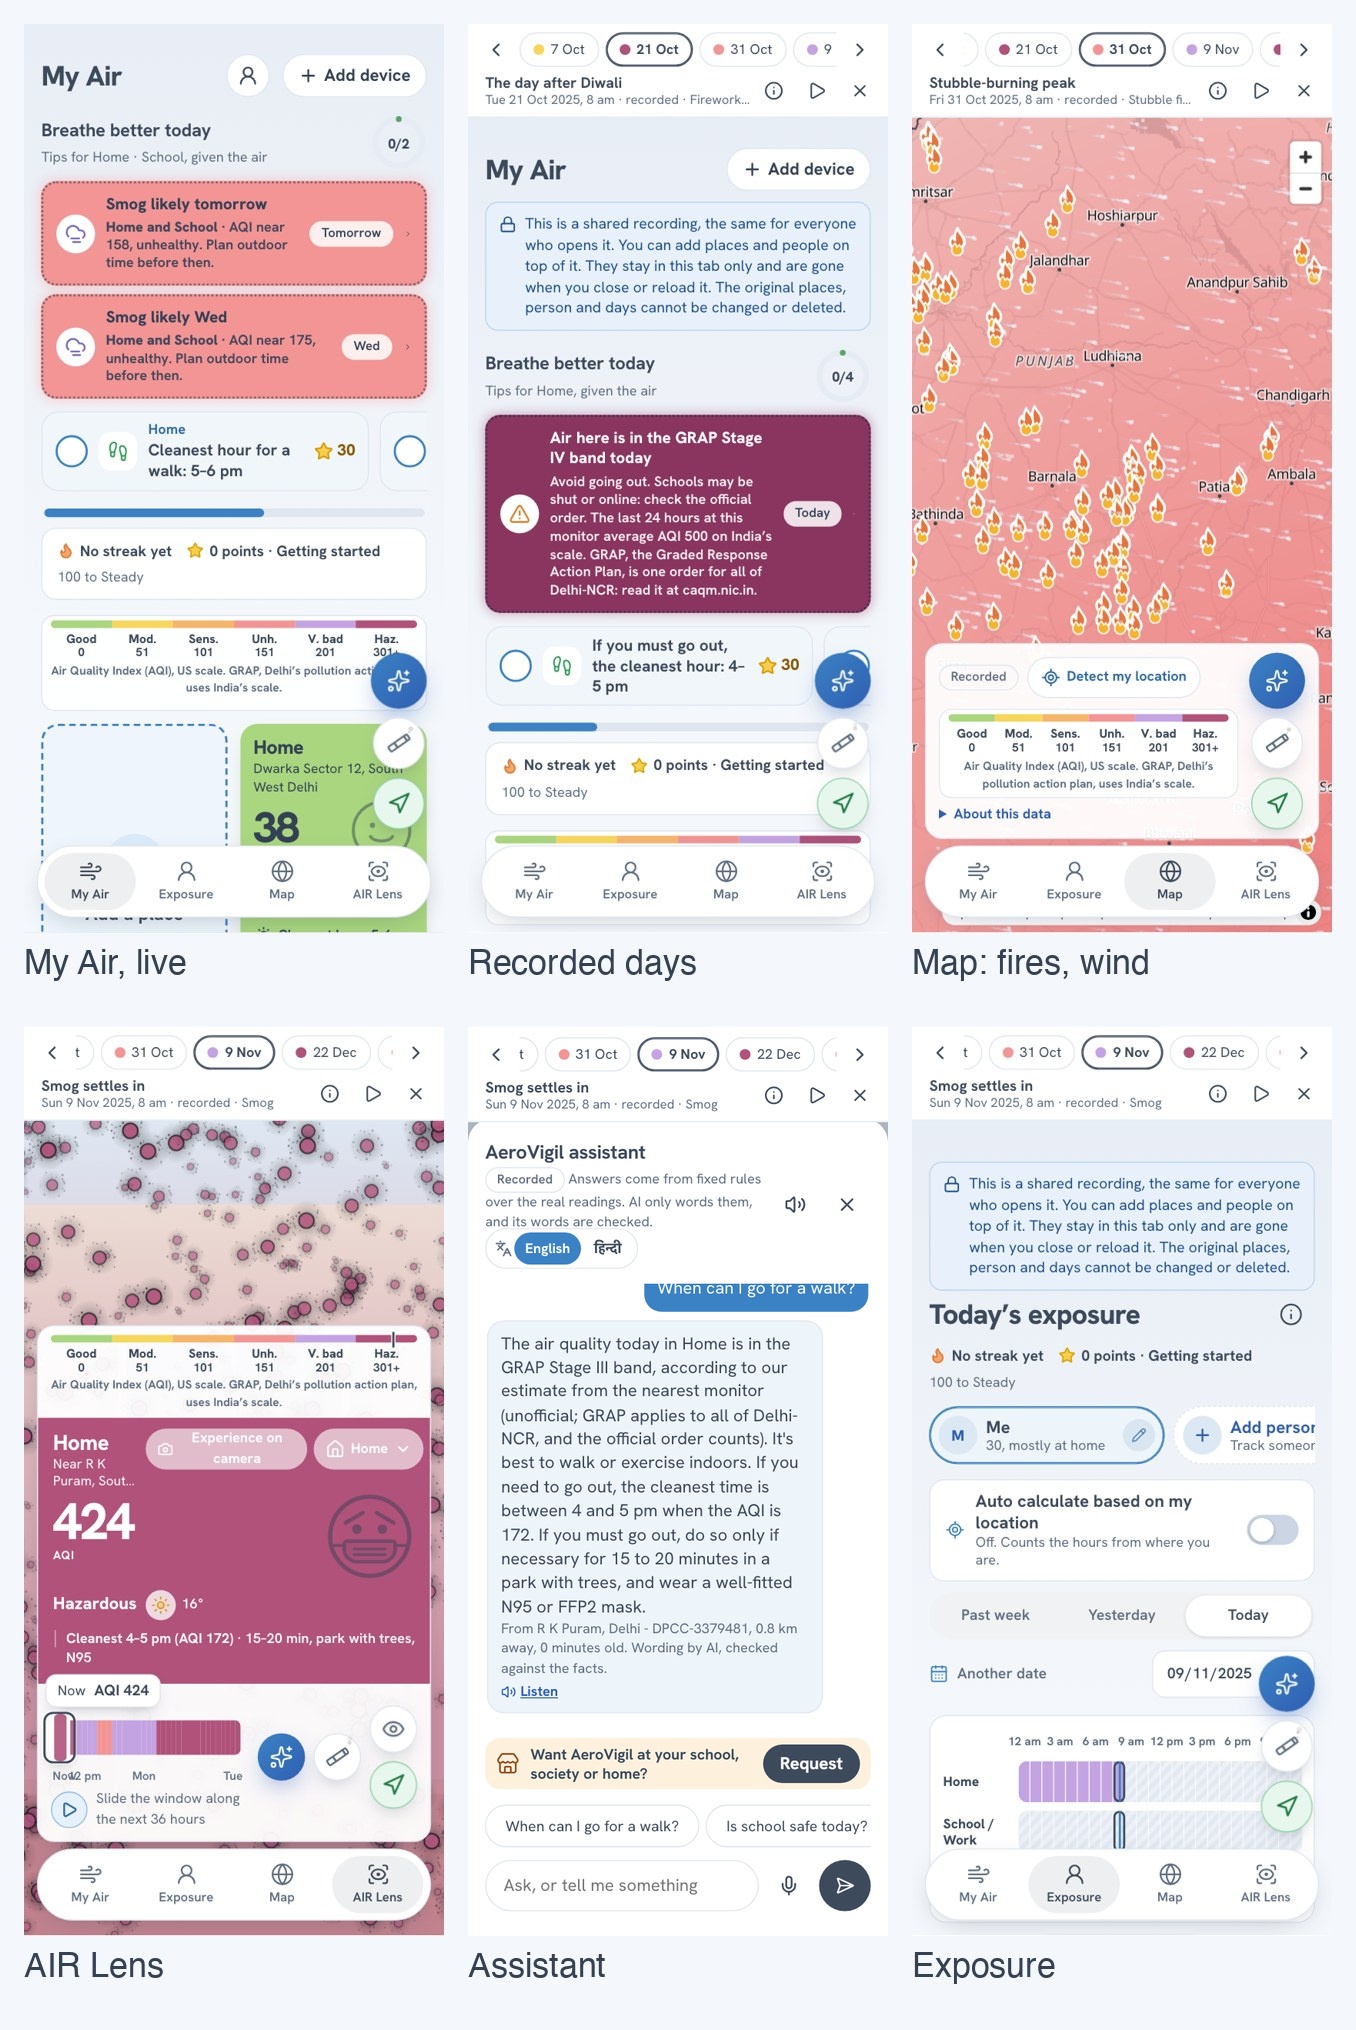 My Air
Add device
Breathe better today
Tips for Home · School, given the air
0/2
Smog likely tomorrow
Home and School · AQI near
158, unhealthy. Plan outdoor
time before then.
Tomorrow
Smog likely Wed
Home and School · AQI near 175,
unhealthy. Plan outdoor time
before then.
Wed
Home
Cleanest hour for a
walk: 5–6 pm
30
No streak yet
0 points · Getting started
100 to Steady
Good Mod. Sens. Unh. V. bad Haz.
0 51 101 151 201 301+
Air Quality Index (AQI), US scale. GRAP, Delhi's pollution
uses India's scale.
Home
Dwarka Sector 12, South
West Delhi
38
My Air Exposure Map AIR Lens
My Air, live
7 Oct 21 Oct 31 Oct 9
The day after Diwali
Tue 21 Oct 2025, 8 am · recorded · Firework...
My Air
Add device
This is a shared recording, the same for everyone
who opens it. You can add places and people on
top of it. They stay in this tab only and are gone
when you close or reload it. The original places,
person and days cannot be changed or deleted.
Breathe better today
Tips for Home, given the air
0/4
Air here is in the GRAP Stage
IV band today
Avoid going out. Schools may be
shut or online: check the official
order. The last 24 hours at this
monitor average AQI 500 on India's
scale. GRAP, the Graded Response
Action Plan, is one order for all of
Delhi-NCR: read it at caqm.nic.in.
Today
If you must go out,
the cleanest hour: 4–
5 pm
30
No streak yet
0 points · Getting started
100 to Steady
My Air Exposure Map AIR Lens
Recorded days
21 Oct 31 Oct 9 Nov
Stubble-burning peak
Fri 31 Oct 2025, 8 am · recorded · Stubble fi...
Hoshiarpur
Jalandhar
Anandpur Sahib
PUNJAB
Ludhiana
Chandigarh
Barnala
Ambala
Recorded
Detect my location
Good Mod. Sens. Unh. V. bad Haz.
0 51 101 151 201 301+
Air Quality Index (AQI), US scale. GRAP, Delhi's
pollution action plan, uses India's scale.
About this data
My Air Exposure Map AIR Lens
Map: fires, wind
t 31 Oct 9 Nov 22 Dec
Smog settles in
Sun 9 Nov 2025, 8 am · recorded · Smog
Good Mod. Sens. Unh. V. bad Haz.
0 51 101 151 201 301+
Air Quality Index (AQI), US scale. GRAP, Delhi's pollution action plan,
uses India's scale.
Home
Near R K
Puram, Sout...
Experience on
camera
Home
424
AQI
Hazardous
16°
Cleanest 4–5 pm (AQI 172) · 15–20 min, park with trees,
N95
Now AQI 424
Now 12 pm Mon Tue
Slide the window along
the next 36 hours
My Air Exposure Map AIR Lens
AIR Lens
t 31 Oct 9 Nov 22 Dec
Smog settles in
Sun 9 Nov 2025, 8 am · recorded · Smog
AeroVigil assistant
Recorded Answers come from fixed rules
over the real readings. AI only words them,
and its words are checked.
English हिन्दी
When can I go for a walk?
The air quality today in Home is in the
GRAP Stage III band, according to our
estimate from the nearest monitor
(unofficial; GRAP applies to all of Delhi-
NCR, and the official order counts). It's
best to walk or exercise indoors. If you
need to go out, the cleanest time is
between 4 and 5 pm when the AQI is
172. If you must go out, do so only if
necessary for 15 to 20 minutes in a
park with trees, and wear a well-fitted
N95 or FFP2 mask.
From R K Puram, Delhi - DPCC-3379481, 0.8 km
away, 0 minutes old. Wording by AI, checked
against the facts.
Listen
Want AeroVigil at your school,
society or home?
Request
When can I go for a walk?
Is school safe today?
Ask, or tell me something
Assistant
t 31 Oct 9 Nov 22 Dec
Smog settles in
Sun 9 Nov 2025, 8 am · recorded · Smog
This is a shared recording, the same for everyone
who opens it. You can add places and people on
top of it. They stay in this tab only and are gone
when you close or reload it. The original places,
person and days cannot be changed or deleted.
Today's exposure
No streak yet
0 points · Getting started
100 to Steady
M
Me
30, mostly at home
Add person
Track someon
Auto calculate based on my
location
Off. Counts the hours from where you
are.
Past week Yesterday Today
Another date
09/11/2025
12 am 3 am 6 am 9 am 12 pm 3 pm 6 pm
Home
School /
Work
My Air Exposure Map AIR Lens
Exposure